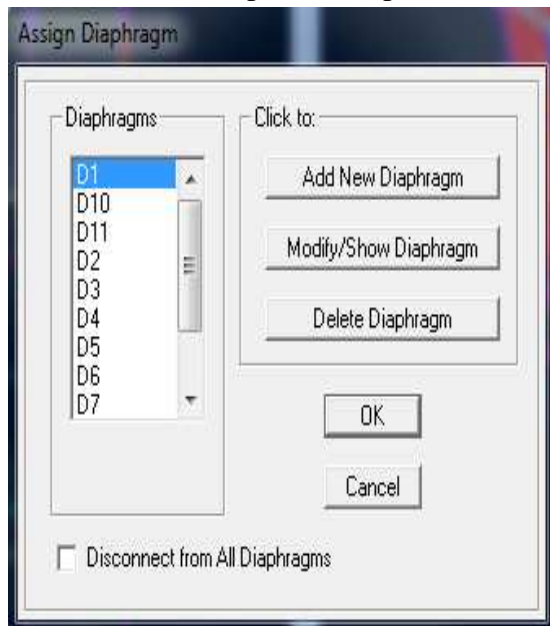 Assign Diaphragm
Diaphragms
D1
D10
D11
D2
D3
D4
D5
D6
D7
Click to:
Add New Diaphragm
Modify/Show Diaphragm
Delete Diaphragm
OK
Cancel
Disconnect from All Diaphragms